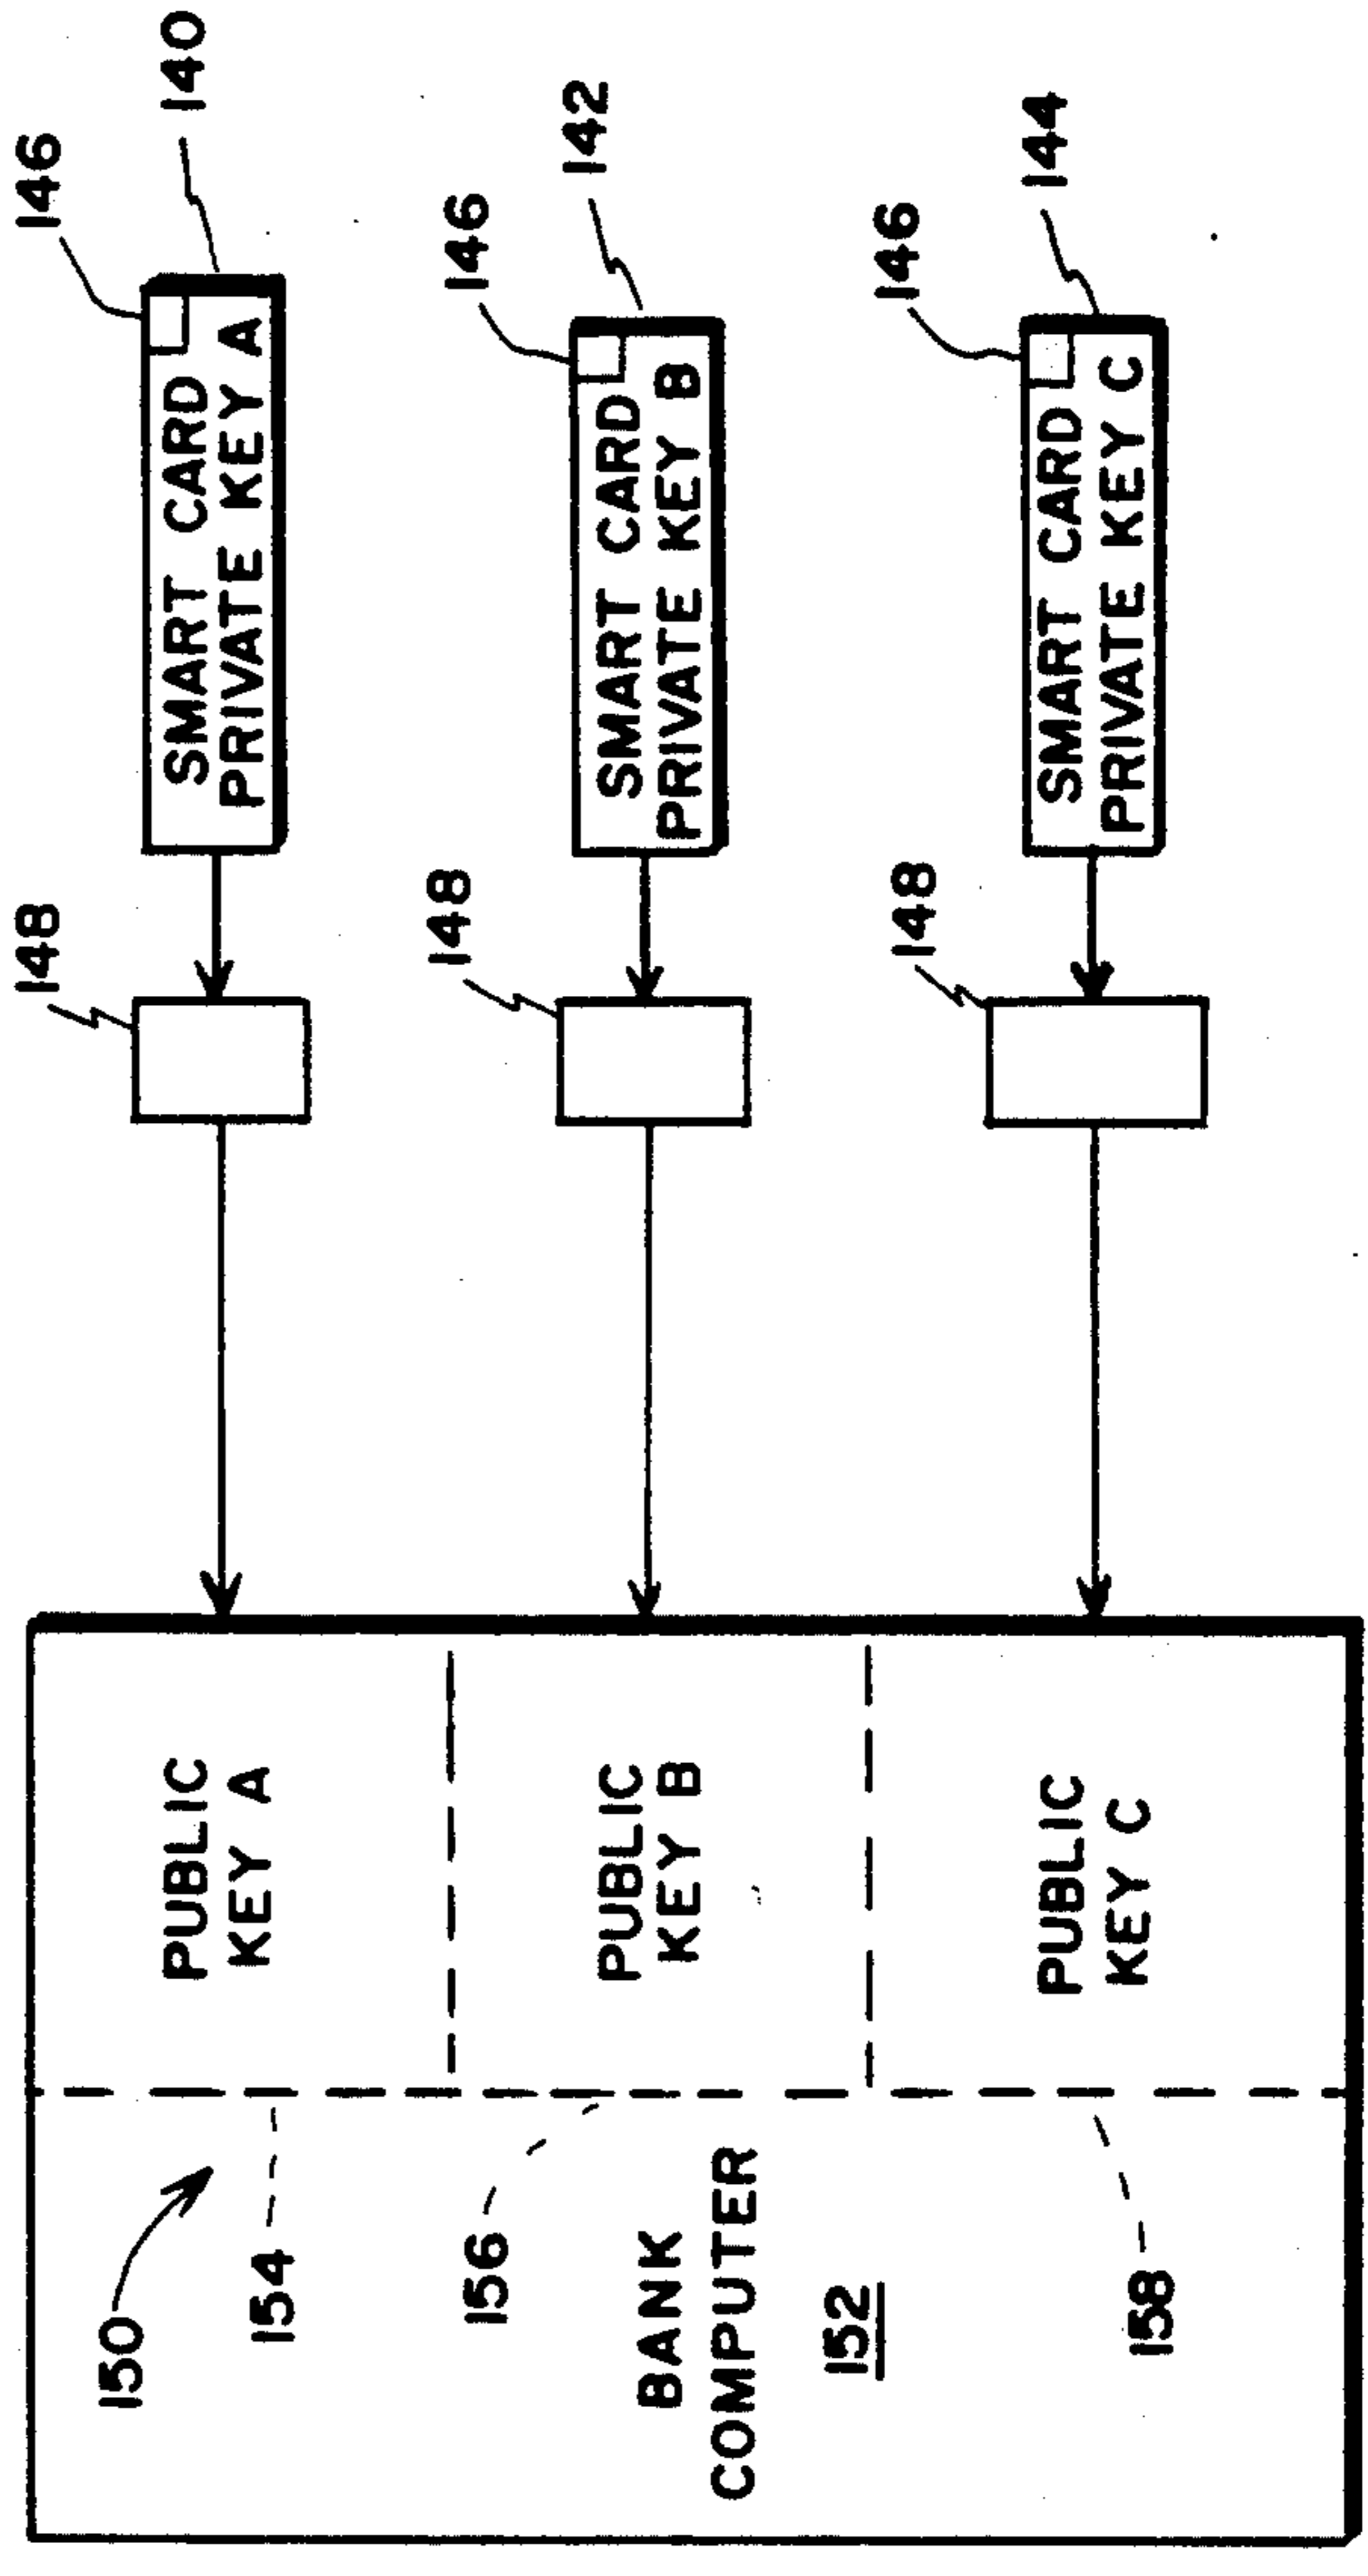 146
140
SMART CARD
PRIVATE KEY A
148
PUBLIC
KEY A
150
154
146
142
SMART CARD
PRIVATE KEY B
148
PUBLIC
KEY B
156
BANK
COMPUTER
152
146
144
SMART CARD
PRIVATE KEY C
148
PUBLIC
KEY C
158